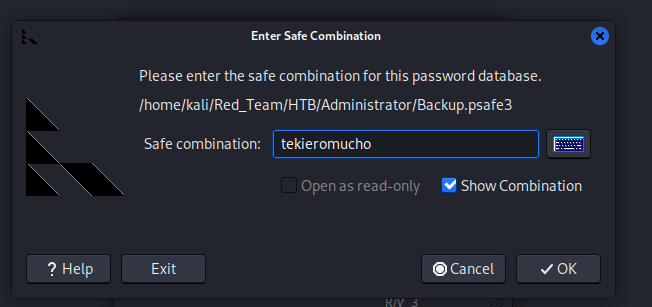 Enter Safe Combination
Please enter the safe combination for this password database.
/home/kali/Red_Team/HTB/Administrator/Backup.psafe3
Safe combination: tekieromucho
Open as read-only Show Combination
? Help Exit Cancel OK
R/V 3